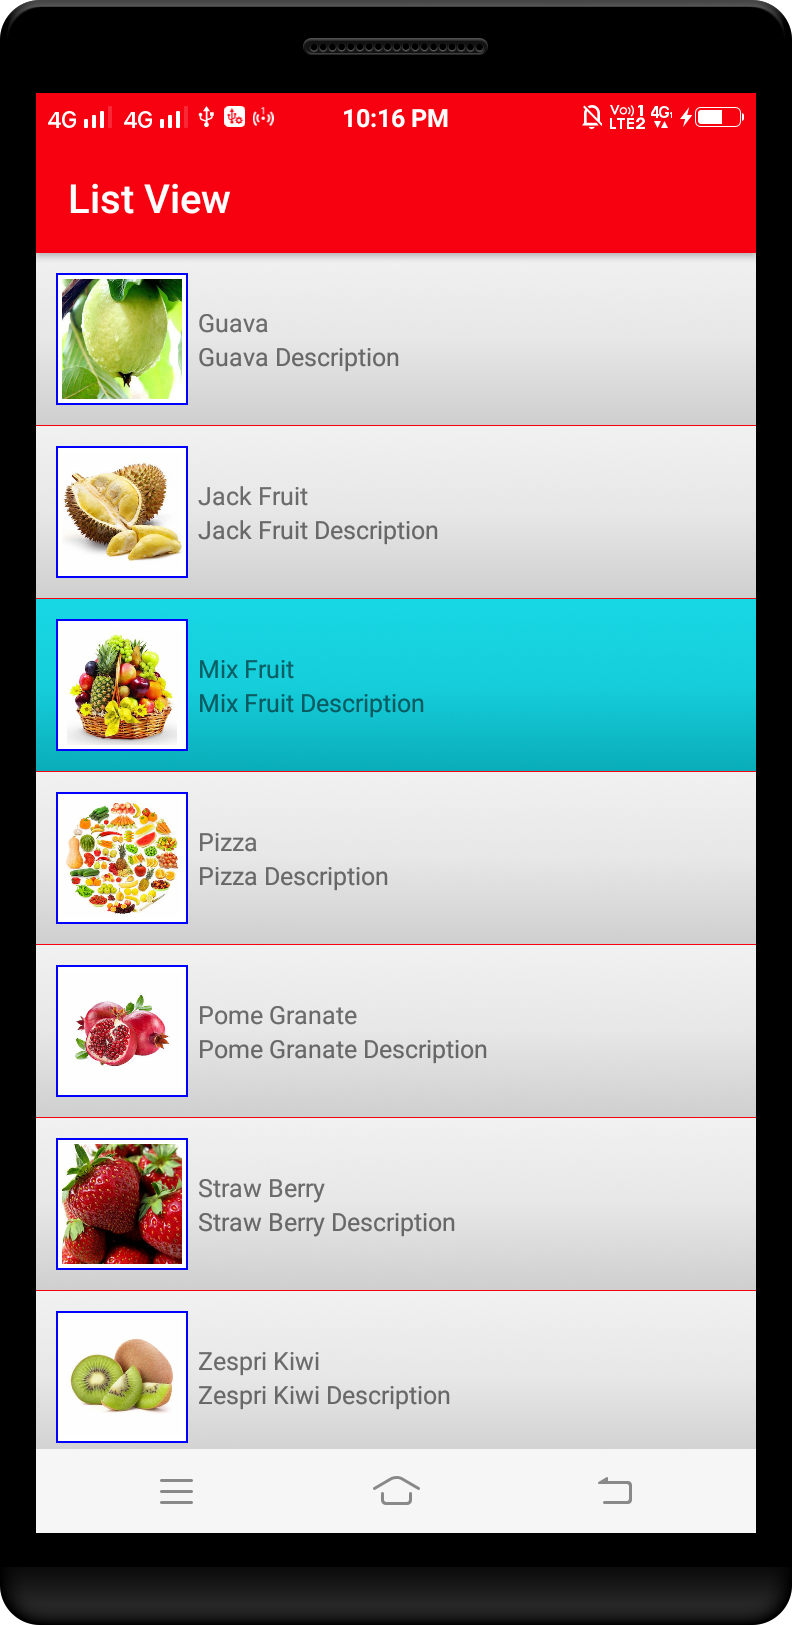 4G 4G 10:16 PM Vo)) 1 LTE2 4G
List View
Guava
Guava Description
Jack Fruit
Jack Fruit Description
Mix Fruit
Mix Fruit Description
Pizza
Pizza Description
Pome Granate
Pome Granate Description
Straw Berry
Straw Berry Description
Zespri Kiwi
Zespri Kiwi Description